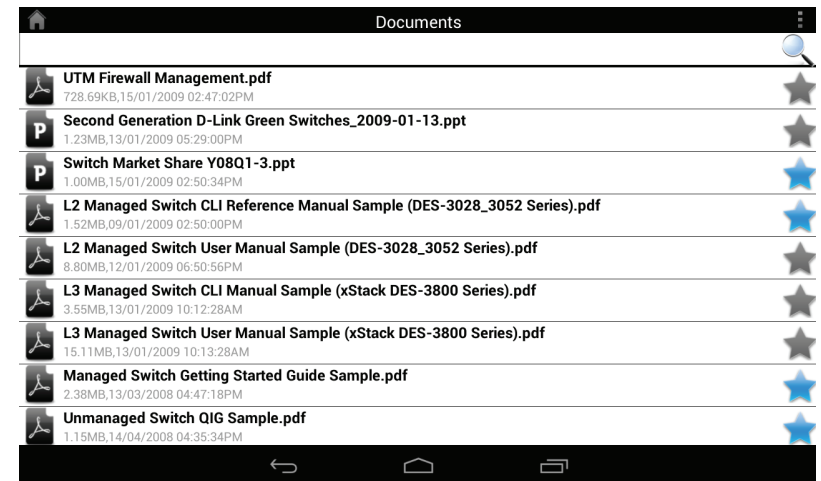 Documents
UTM Firewall Management.pdf
728.69KB,15/01/2009 02:47:02PM
P
Second Generation D-Link Green Switches_2009-01-13.ppt
1.23MB,13/01/2009 05:29:00PM
P
Switch Market Share Y08Q1-3.ppt
1.00MB,15/01/2009 02:50:34PM
L2 Managed Switch CLI Reference Manual Sample (DES-3028_3052 Series).pdf
1.52MB,09/01/2009 02:50:00PM
L2 Managed Switch User Manual Sample (DES-3028_3052 Series).pdf
8.80MB,12/01/2009 06:50:56PM
L3 Managed Switch CLI Manual Sample (xStack DES-3800 Series).pdf
3.55MB,13/01/2009 10:12:28AM
L3 Managed Switch User Manual Sample (xStack DES-3800 Series).pdf
15.11MB,13/01/2009 10:13:28AM
Managed Switch Getting Started Guide Sample.pdf
2.38MB,13/03/2008 04:47:18PM
Unmanaged Switch QIG Sample.pdf
1.15MB,14/04/2008 04:35:34PM